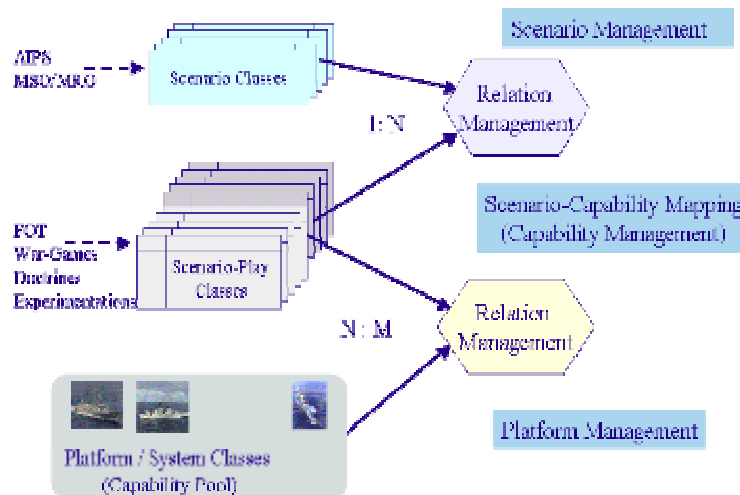 Scenario Management
AIPS
MSO/MRO
Scenario Classes
Relation
Management
1: N
Scenario-Capability Mapping
(Capability Management)
FOT
War-Games
Doctrines
Experimentations
Scenario-Play
Classes
Relation
Management
N : M
Platform / System Classes
(Capability Pool)
Platform Management